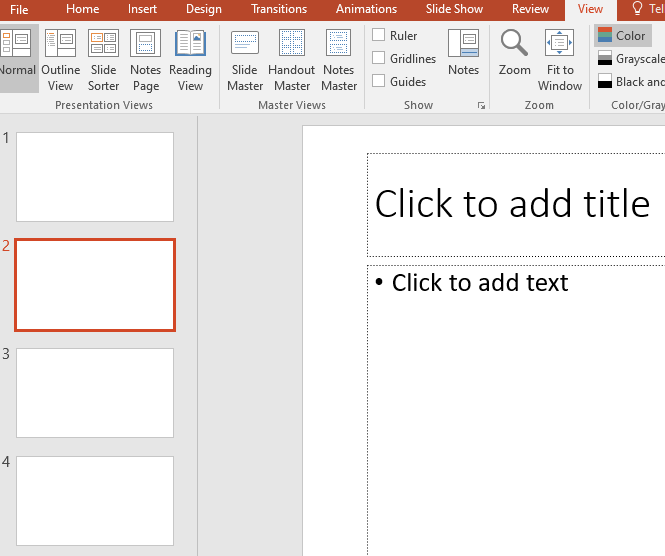 File Home Insert Design Transitions Animations Slide Show Review View Tel
Normal Outline View Slide Sorter Notes Page Reading View
Presentation Views
Slide Master Handout Master Notes Master
Master Views
Ruler
Gridlines
Guides
Notes
Show
Zoom Fit to Window
Zoom
Color
Grayscale
Black and
Color/Gray
1
2
3
4
Click to add title
• Click to add text